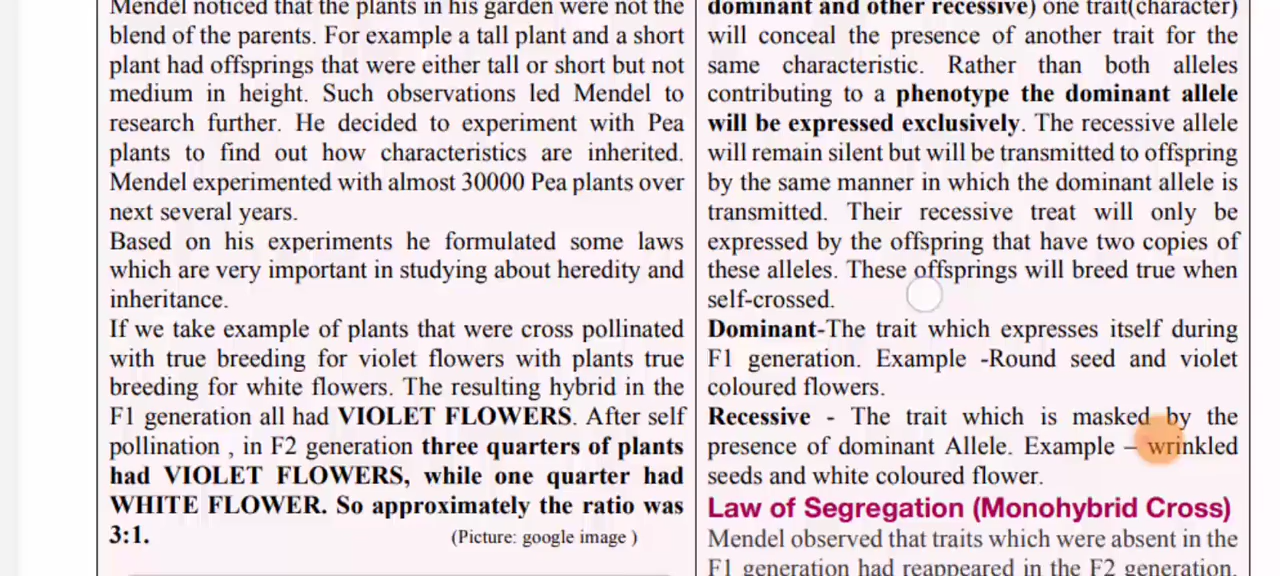 Mendel noticed that the plants in his garden were not the
blend of the parents. For example a tall plant and a short
plant had offsprings that were either tall or short but not
medium in height. Such observations led Mendel to
research further. He decided to experiment with Pea
plants to find out how characteristics are inherited.
Mendel experimented with almost 30000 Pea plants over
next several years.
Based on his experiments he formulated some laws
which are very important in studying about heredity and
inheritance.
If we take example of plants that were cross pollinated
with true breeding for violet flowers with plants true
breeding for white flowers. The resulting hybrid in the
F1 generation all had VIOLET FLOWERS. After self
pollination , in F2 generation three quarters of plants
had VIOLET FLOWERS, while one quarter had
WHITE FLOWER. So approximately the ratio was
3:1. (Picture: google image )
dominant and other recessive) one trait(character)
will conceal the presence of another trait for the
same characteristic. Rather than both alleles
contributing to a phenotype the dominant allele
will be expressed exclusively. The recessive allele
will remain silent but will be transmitted to offspring
by the same manner in which the dominant allele is
transmitted. Their recessive treat will only be
expressed by the offspring that have two copies of
these alleles. These offsprings will breed true when
self-crossed.
Dominant-The trait which expresses itself during
F1 generation. Example -Round seed and violet
coloured flowers.
Recessive - The trait which is masked by the
presence of dominant Allele. Example – wrinkled
seeds and white coloured flower.
Law of Segregation (Monohybrid Cross)
Mendel observed that traits which were absent in the
F1 generation had reappeared in the F2 generation.